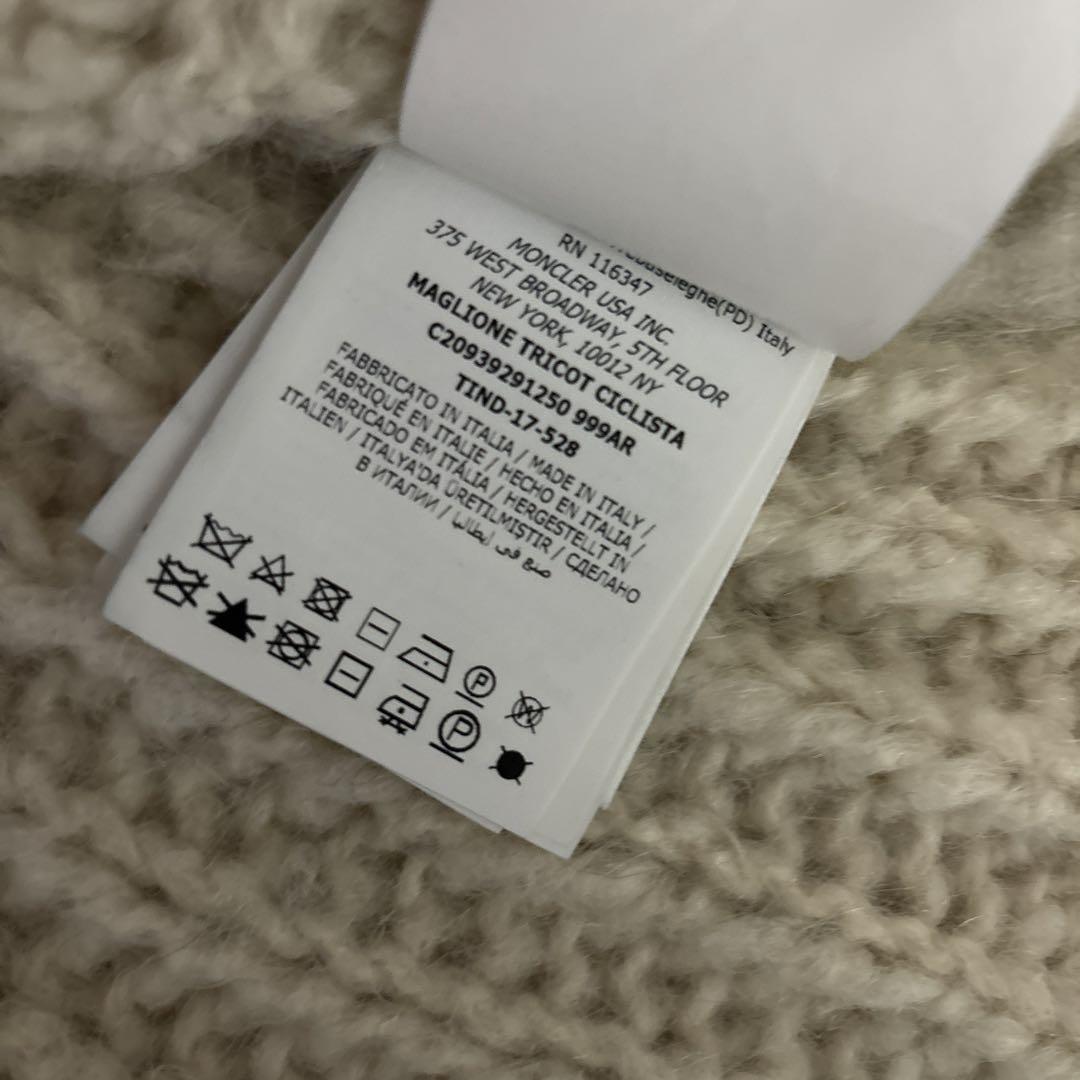 (PD) Italy
RN 116347
MONCLER USA INC.
375 WEST BROADWAY, 5TH FLOOR
NEW YORK, 10012 NY
MAGLIONE TRICOT CICLISTA
C20939291250 999AR
TIND-17-528
FABBRICATO IN ITALIA / MADE IN ITALY /
FABRIQUÉ EN ITALIE / HECHO EN ITALIA /
FABRICADO EM ITÁLIA / HERGESTELLT IN
ITALIEN / ITALYA'DA ÜRETILMIŞTIR / СДЕЛАНО
В ИТАЛИИ / صنع في إيطاليا
P W
P